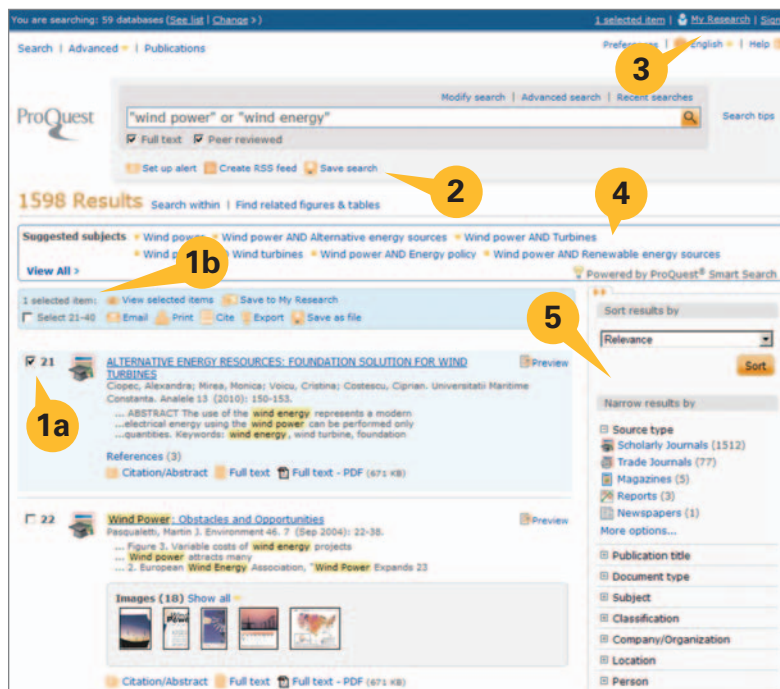 You are searching: 59 databases (See list | Change >) 1 selected item | My Research | Sign
Search | Advanced | Publications Preferences | English | Help
3
Modify search | Advanced search | Recent searches
ProQuest "wind power" or "wind energy" Search tips
Full text Peer reviewed
Set up alert Create RSS feed Save search
2
1598 Results Search within | Find related figures & tables
4
Suggested subjects Wind power Wind power AND Alternative energy sources Wind power AND Turbines
Wind turbines Wind power AND Energy policy Wind power AND Renewable energy sources
View All >
1b
Powered by ProQuest® Smart Search
1 selected item: View selected items Save to My Research
Select 21-40 Email Print Cite Export Save as file
5
Sort results by
Relevance
Sort
21 ALTERNATIVE ENERGY RESOURCES: FOUNDATION SOLUTION FOR WIND Preview
TURBINES
Ciopec, Alexandra; Mirea, Monica; Voicu, Cristina; Costescu, Ciprian. Universitatii Maritime
Constanta. Analele 13 (2010): 150-153.
1a
... ABSTRACT The use of the wind energy represents a modern
...electrical energy using the wind power can be performed only
...quantities. Keywords: wind energy, wind turbine, foundation
References (3)
Citation/Abstract Full text Full text - PDF (671 KB)
Narrow results by
Source type
Scholarly Journals (1512)
Trade Journals (77)
Magazines (5)
Reports (3)
Newspapers (1)
More options...
22 Wind Power: Obstacles and Opportunities Preview
Pasqualetti, Martin J. Environment 46. 7 (Sep 2004): 22-38.
... Figure 3. Variable costs of wind energy projects
... Wind power attracts many
... 2. European Wind Energy Association, "Wind Power Expands 23
Images (18) Show all
Citation/Abstract Full text Full text - PDF (671 KB)
Publication title
Document type
Subject
Classification
Company/Organization
Location
Person